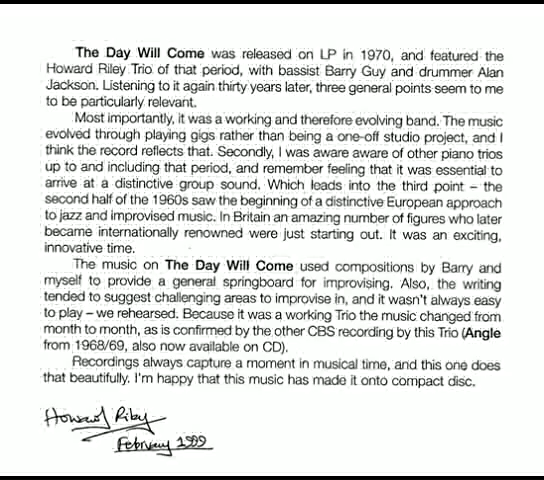 The Day Will Come was released on LP in 1970, and featured the
Howard Riley Trio of that period, with bassist Barry Guy and drummer Alan
Jackson. Listening to it again thirty years later, three general points seem to me
to be particularly relevant.
Most importantly, it was a working and therefore evolving band. The music
evolved through playing gigs rather than being a one-off studio project, and I
think the record reflects that. Secondly, I was aware aware of other piano trios
up to and including that period, and remember feeling that it was essential to
arrive at a distinctive group sound. Which leads into the third point – the
second half of the 1960s saw the beginning of a distinctive European approach
to jazz and improvised music. In Britain an amazing number of figures who later
became internationally renowned were just starting out. It was an exciting,
innovative time.
The music on The Day Will Come used compositions by Barry and
myself to provide a general springboard for improvising. Also, the writing
tended to suggest challenging areas to improvise in, and it wasn't always easy
to play – we rehearsed. Because it was a working Trio the music changed from
month to month, as is confirmed by the other CBS recording by this Trio (Angle
from 1968/69, also now available on CD).
Recordings always capture a moment in musical time, and this one does
that beautifully. I'm happy that this music has made it onto compact disc.
Howard Riley
February 1999